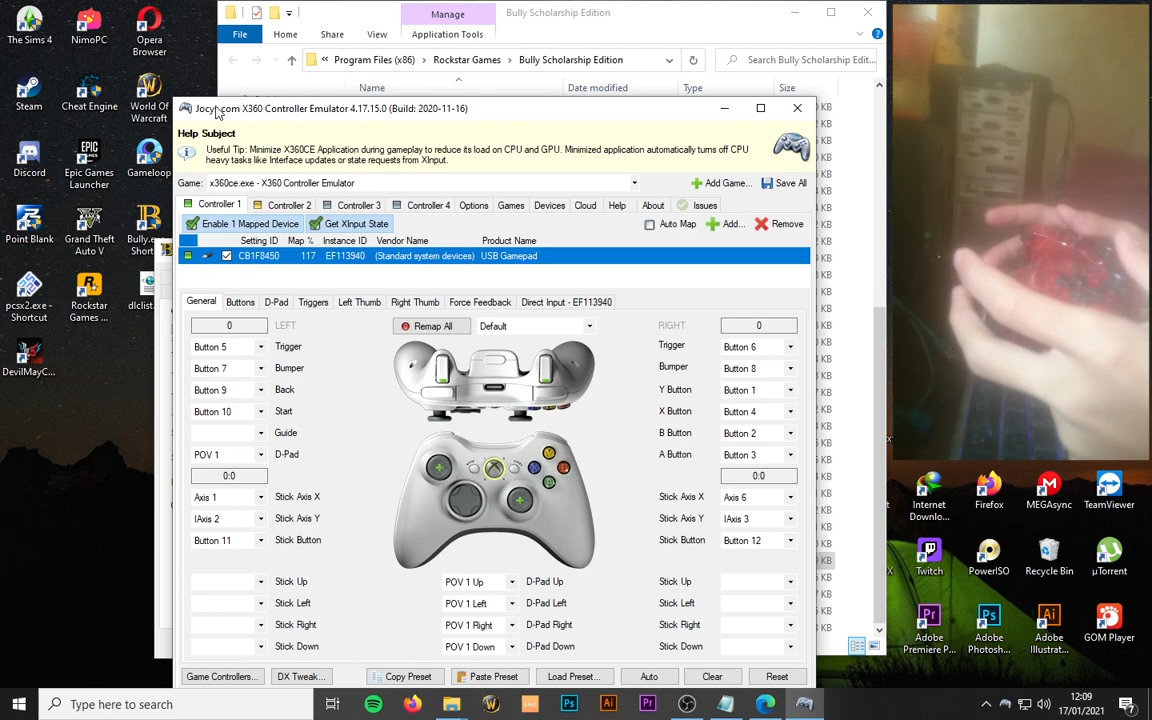 The Sims 4
NimoPC
Opera
Browser
Steam
Cheat Engine
World Of
Warcraft
Discord
Epic Games
Launcher
Gameloop
Point Blank
Grand Theft
Auto V
Bully.e
Short
pcsx2.exe -
Shortcut
Rockstar
Games ...
dlclist.
DevilMayC...
Manage
Bully Scholarship Edition
File
Home
Share
View
Application Tools
Program Files (x86)
Rockstar Games
Bully Scholarship Edition
Search Bully Scholarship Edit...
Name
Date modified
Type
Size
X360 Controller Emulator 4.17.15.0 (Build: 2020-11-16)
Help Subject
Useful Tip: Minimize X360CE Application during gameplay to reduce its load on CPU and GPU. Minimized application automatically turns off CPU
heavy tasks like Interface updates or state requests from XInput.
Game:
x360ce.exe - X360 Controller Emulator
Add Game...
Save All
Controller 1
Controller 2
Controller 3
Controller 4
Options
Games
Devices
Cloud
Help
About
Issues
Enable 1 Mapped Device
Get XInput State
Auto Map
Add...
Remove
Setting ID
Map %
Instance ID
Vendor Name
Product Name
CB1F8450
117
EF113940
(Standard system devices)
USB Gamepad
General
Buttons
D-Pad
Triggers
Left Thumb
Right Thumb
Force Feedback
Direct Input - EF113940
0
LEFT
Remap All
Default
RIGHT
0
Button 5
Trigger
Trigger
Button 6
Button 7
Bumper
Bumper
Button 8
Button 9
Back
Y Button
Button 1
Button 10
Start
X Button
Button 4
Guide
B Button
Button 2
POV 1
D-Pad
A Button
Button 3
0:0
0:0
Axis 1
Stick Axis X
Stick Axis X
Axis 6
IAxis 2
Stick Axis Y
Stick Axis Y
IAxis 3
Button 11
Stick Button
Stick Button
Button 12
Stick Up
POV 1 Up
D-Pad Up
Stick Up
Stick Left
POV 1 Left
D-Pad Left
Stick Left
Stick Right
POV 1 Right
D-Pad Right
Stick Right
Stick Down
POV 1 Down
D-Pad Down
Stick Down
Game Controllers...
DX Tweak...
Copy Preset
Paste Preset
Load Preset...
Auto
Clear
Reset
Internet
Downlo...
Firefox
MEGAsync
TeamViewer
Twitch
PowerISO
Recycle Bin
µTorrent
Adobe
Premiere P...
Adobe
Photosh...
Adobe
Illustrat...
GOM Player
Type here to search
12:09
17/01/2021